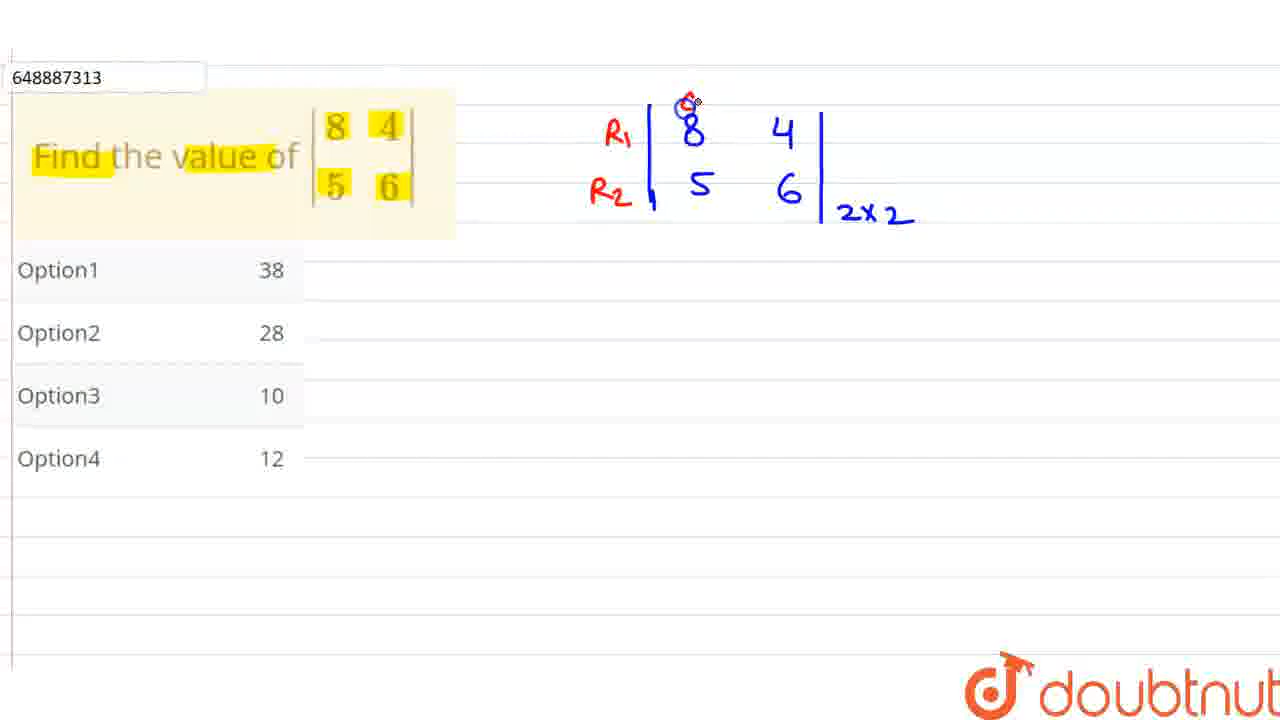 648887313
Find the value of
8 4
5 6
R1 8 4
R2 5 6
2x2
Option1 38
Option2 28
Option3 10
Option4 12
doubtnut